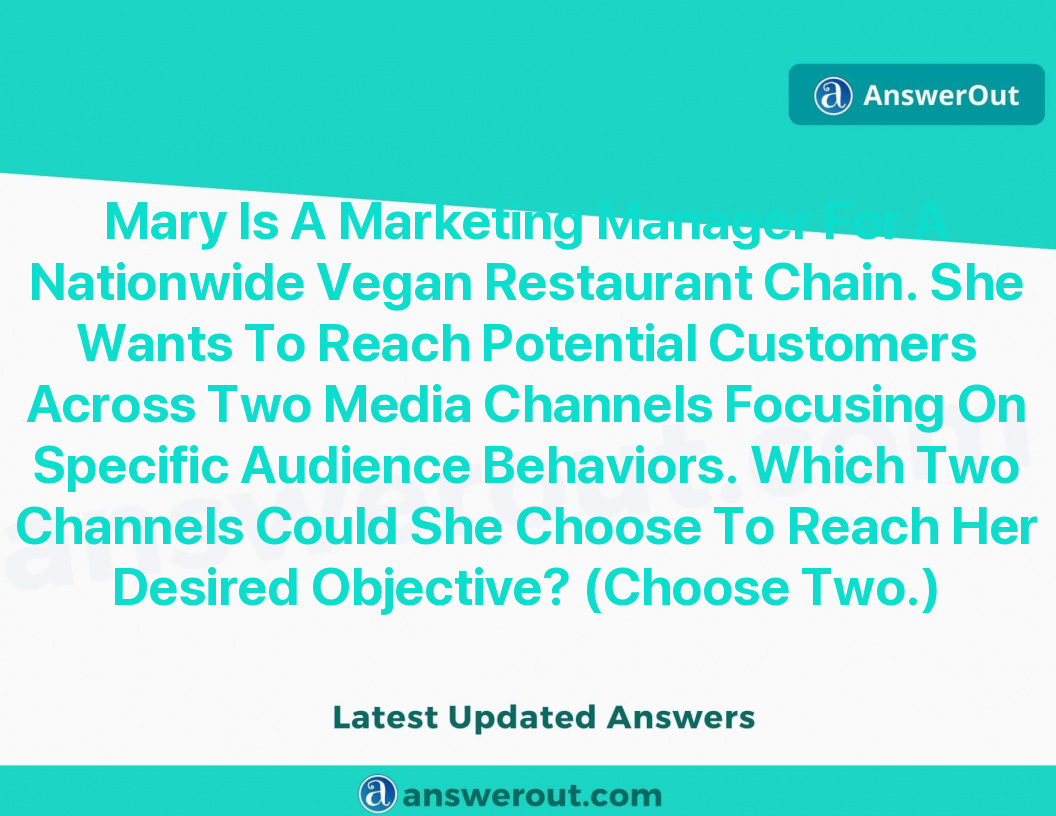 AnswerOut
Mary Is A Marketing Manager For A
Nationwide Vegan Restaurant Chain. She
Wants To Reach Potential Customers
Across Two Media Channels Focusing On
Specific Audience Behaviors. Which Two
Channels Could She Choose To Reach Her
Desired Objective? (Choose Two.)
answerout.com
Latest Updated Answers
answerout.com